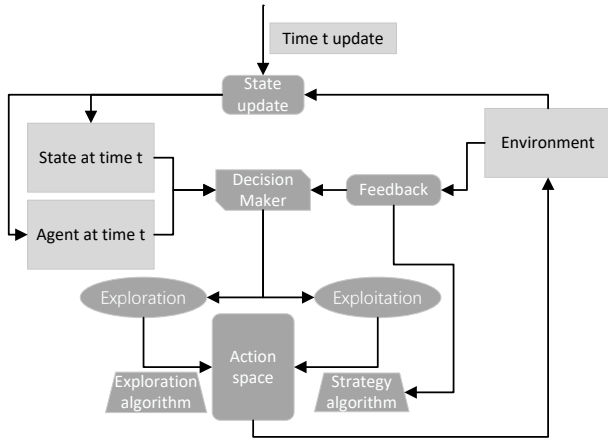 Time t update
State
update
State at time t
Environment
Decision
Maker
Feedback
Agent at time t
Exploration
Exploitation
Action
space
Exploration
algorithm
Strategy
algorithm